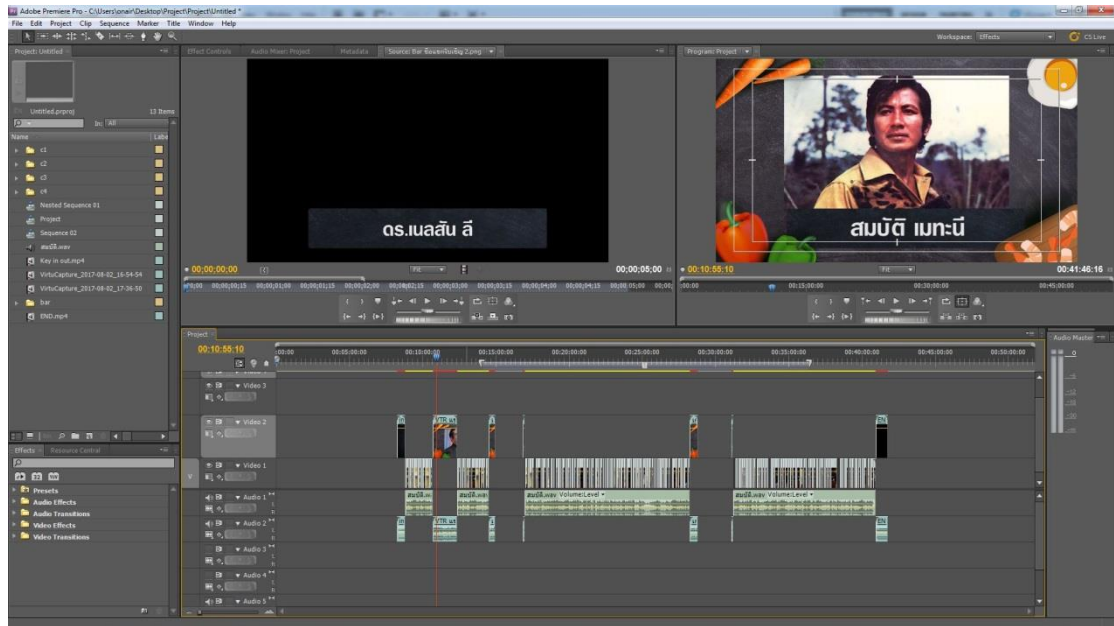 Adobe Premiere Pro - C:\Users\onair\Desktop\Project\Project\Untitled *
File Edit Project Clip Sequence Marker Title Window Help
Workspace: Effects
CS Live
Project: Untitled
Effect Controls
Audio Mixer: Project
Metadata
Program: Project
Untitled.prproj
13 Items
In: All
Name
Labe
c1
c2
c3
c4
Nested Sequence 01
Project
Sequence 02
สมบัติ.wav
Key in out.mp4
VirtuCapture_2017-08-02_16-54-54
VirtuCapture_2017-08-02_17-36-50
bar
END.mp4
ดร.เนลสัน ลี
สมบัติ เมทะนี
00;00;00;00
Fit
00;00;05;00
00:10:55:10
Fit
00:41:46:16
00:15:00:00
00:30:00:00
00:45:00:00
Project
Audio Master
00:10:55:10
:00:00 00:05:00:00 00:10:00:00 00:15:00:00 00:20:00:00 00:25:00:00 00:30:00:00 00:35:00:00 00:40:00:00 00:45:00:00 00:50:00:00
Video 3
Video 2
Video 1
Audio 1
สมบัติ.wav Volume:Level
สมบัติ.wav Volume:Level
Audio 2
Audio 3
Audio 4
Audio 5
Effects
Resource Central
Presets
Audio Effects
Audio Transitions
Video Effects
Video Transitions